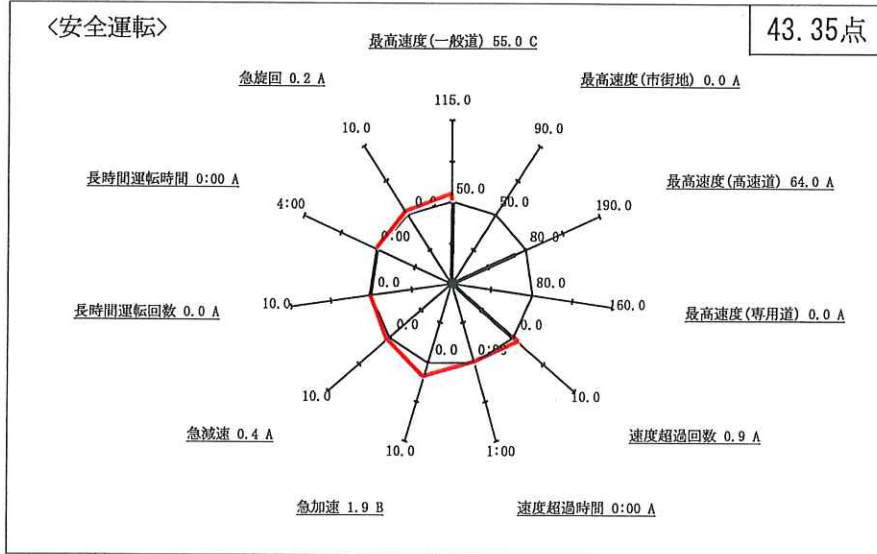 <安全運転>
43.35点
最高速度(一般道) 55.0 C
急旋回 0.2 A
最高速度(市街地) 0.0 A
115.0
10.0
90.0
長時間運転時間 0:00 A
最高速度(高速道) 64.0 A
4:00
190.0
0.0
50.0
50.0
0:00
80.0
長時間運転回数 0.0 A
10.0
0.0
80.0
160.0
最高速度(専用道) 0.0 A
0.0
0.0
0.0
0:00
10.0
10.0
急減速 0.4 A
速度超過回数 0.9 A
10.0
1:00
急加速 1.9 B
速度超過時間 0:00 A